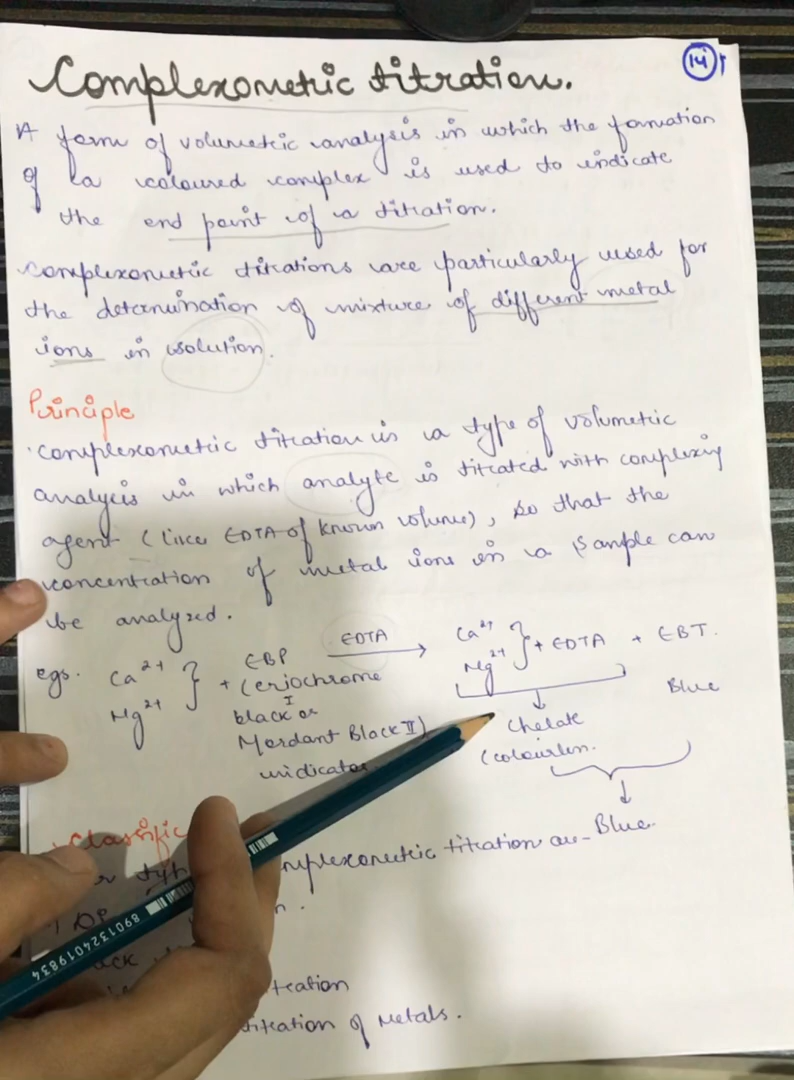 Complexometric titration.
14
A form of volumetric analysis in which the formation
of a coloured complex is used to indicate
the end point of a titration.
complexometric titrations are particularly used for
the determination of mixture of different metal
ions in solution.
Principle
complexometric titration is a type of volumetric
analysis in which analyte is titrated with complexing
agent (like EDTA of known volume), so that the
concentration of metal ions in a sample can
be analyzed.
egs. Ca²⁺ Mg²⁺ } + EBP (eriochrome black I or Mordant Black II) indicator
EDTA →
Ca²⁺ Mg²⁺ } + EDTA + EBT.
Blue
Chelate
(colourless.
Blue.
Classific
complexometric titration are
titration
titration of metals.
8901324019834